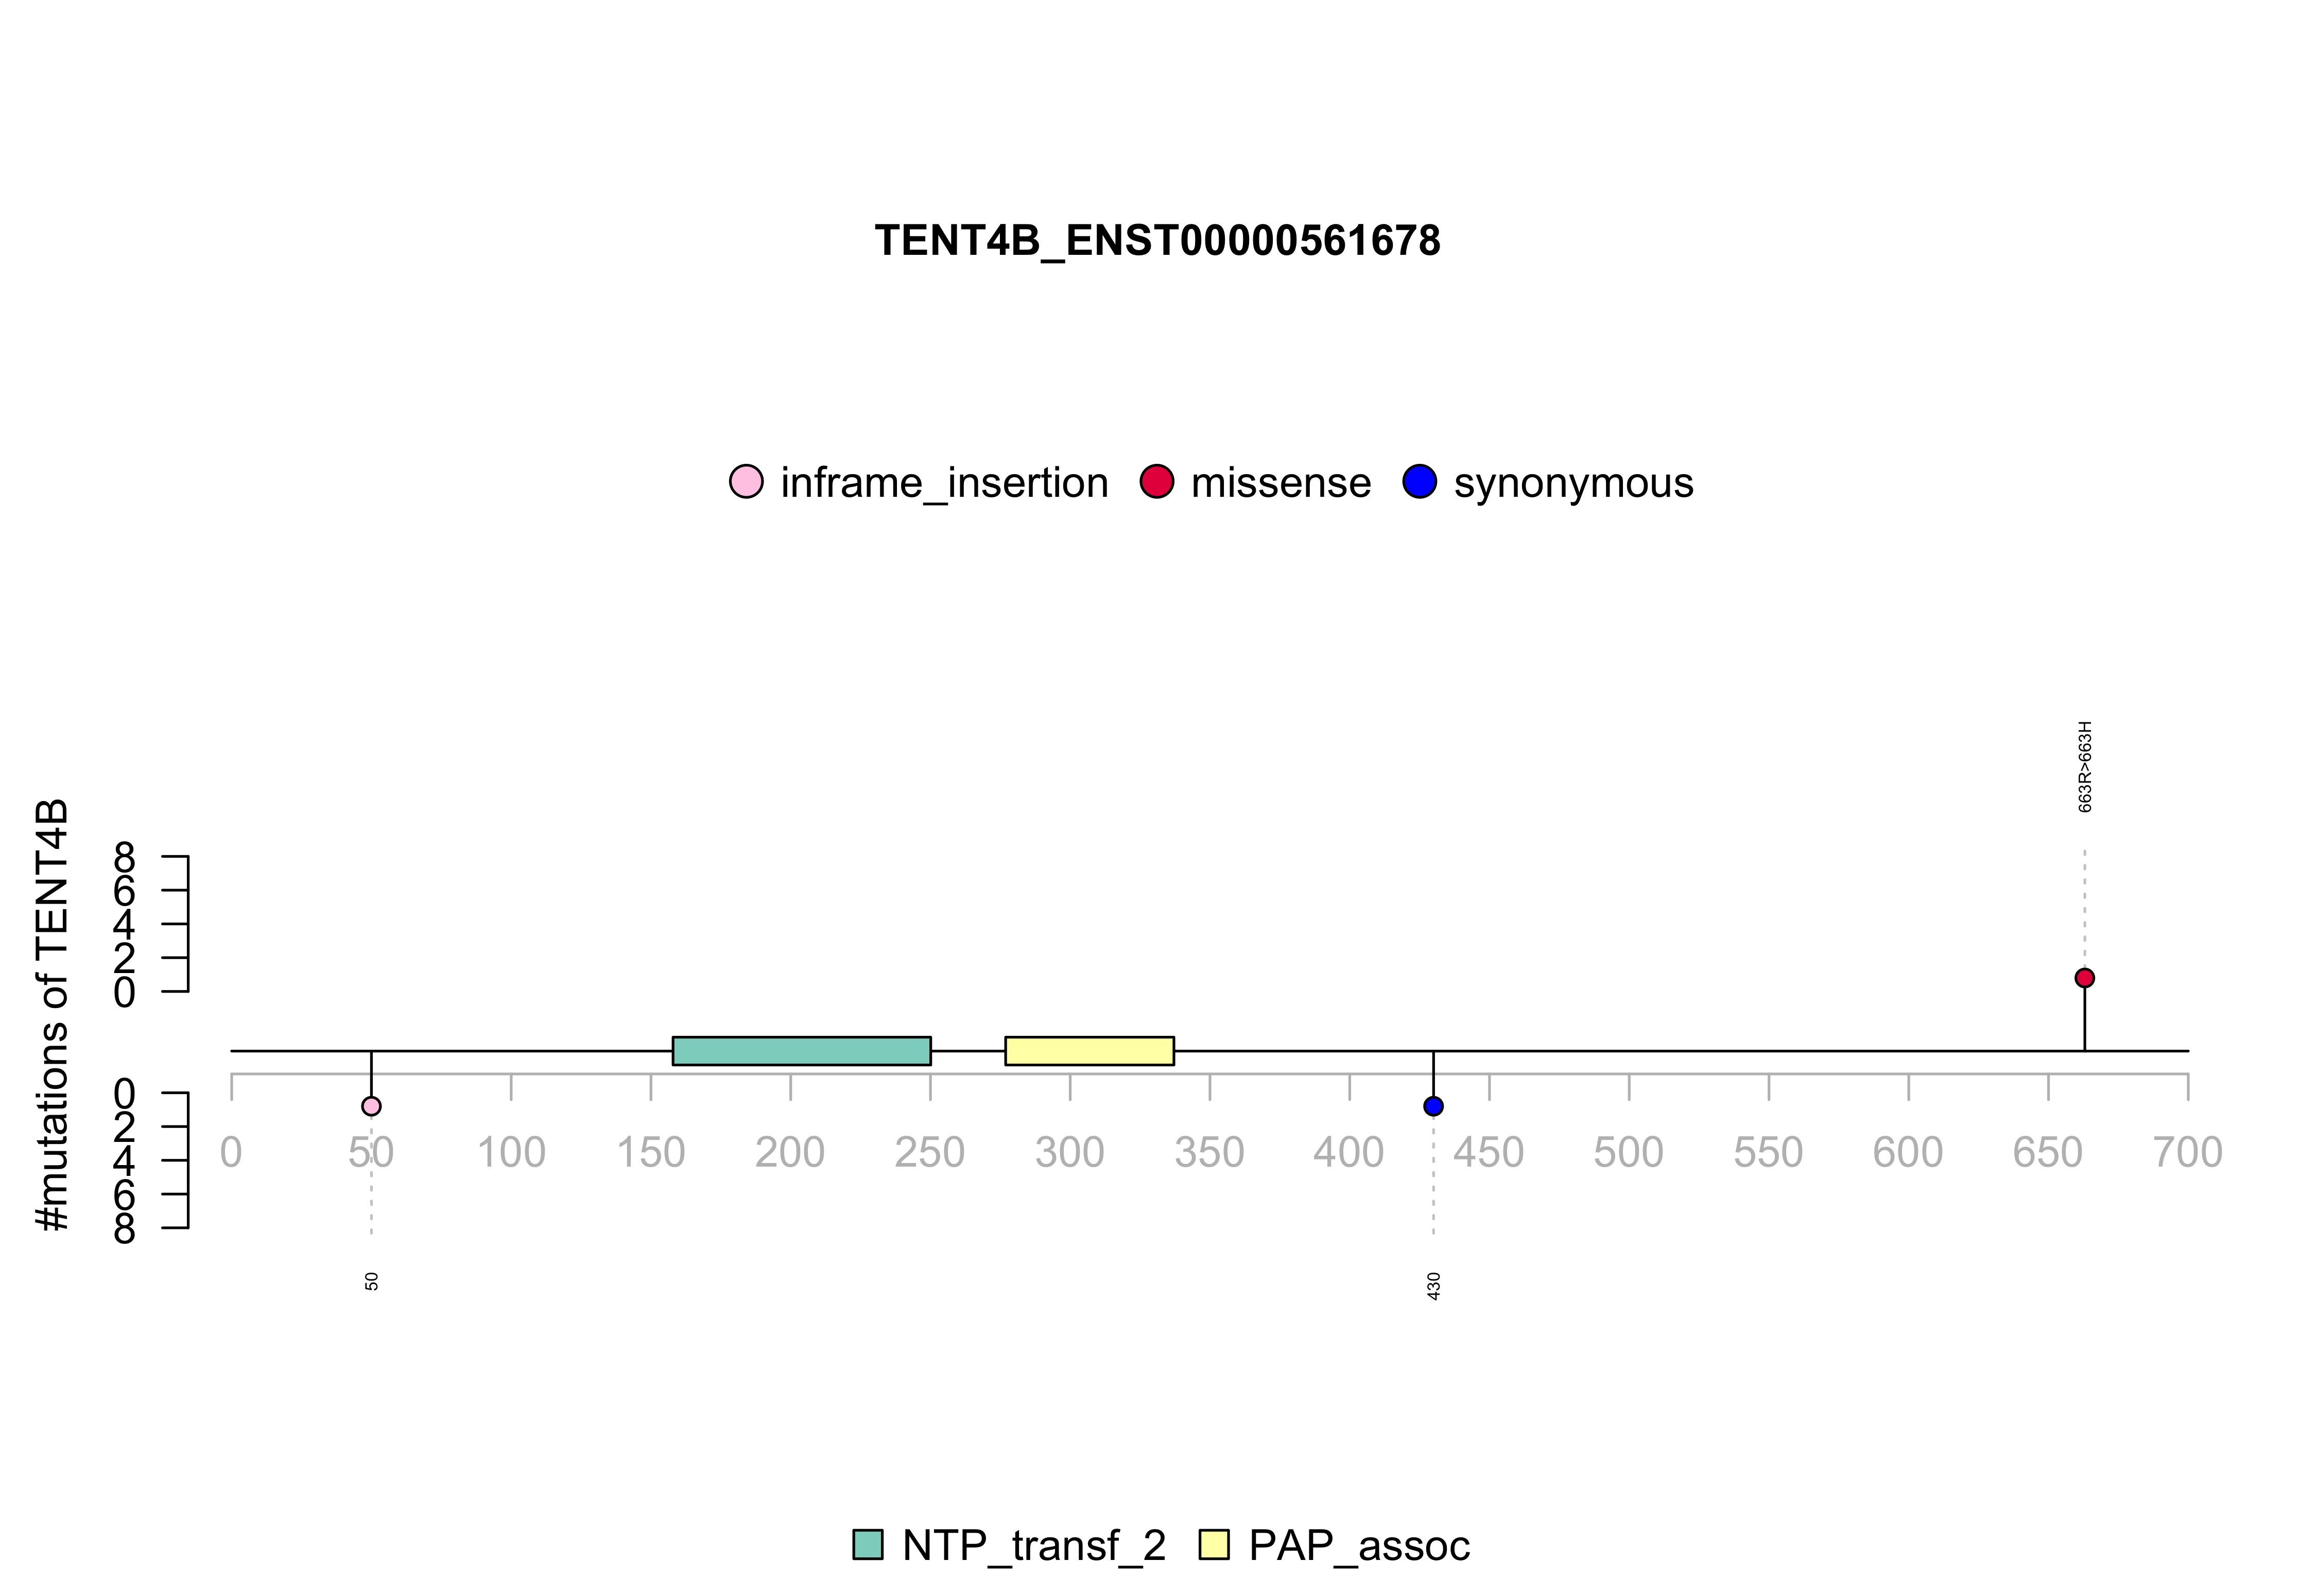 TENT4B_ENST00000561678
inframe_insertion missense synonymous
663R>663H
#mutations of TENT4B
8
6
4
2
0
0
2
4
6
8
0 50 100 150 200 250 300 350 400 450 500 550 600 650 700
50 430
NTP_transf_2 PAP_assoc